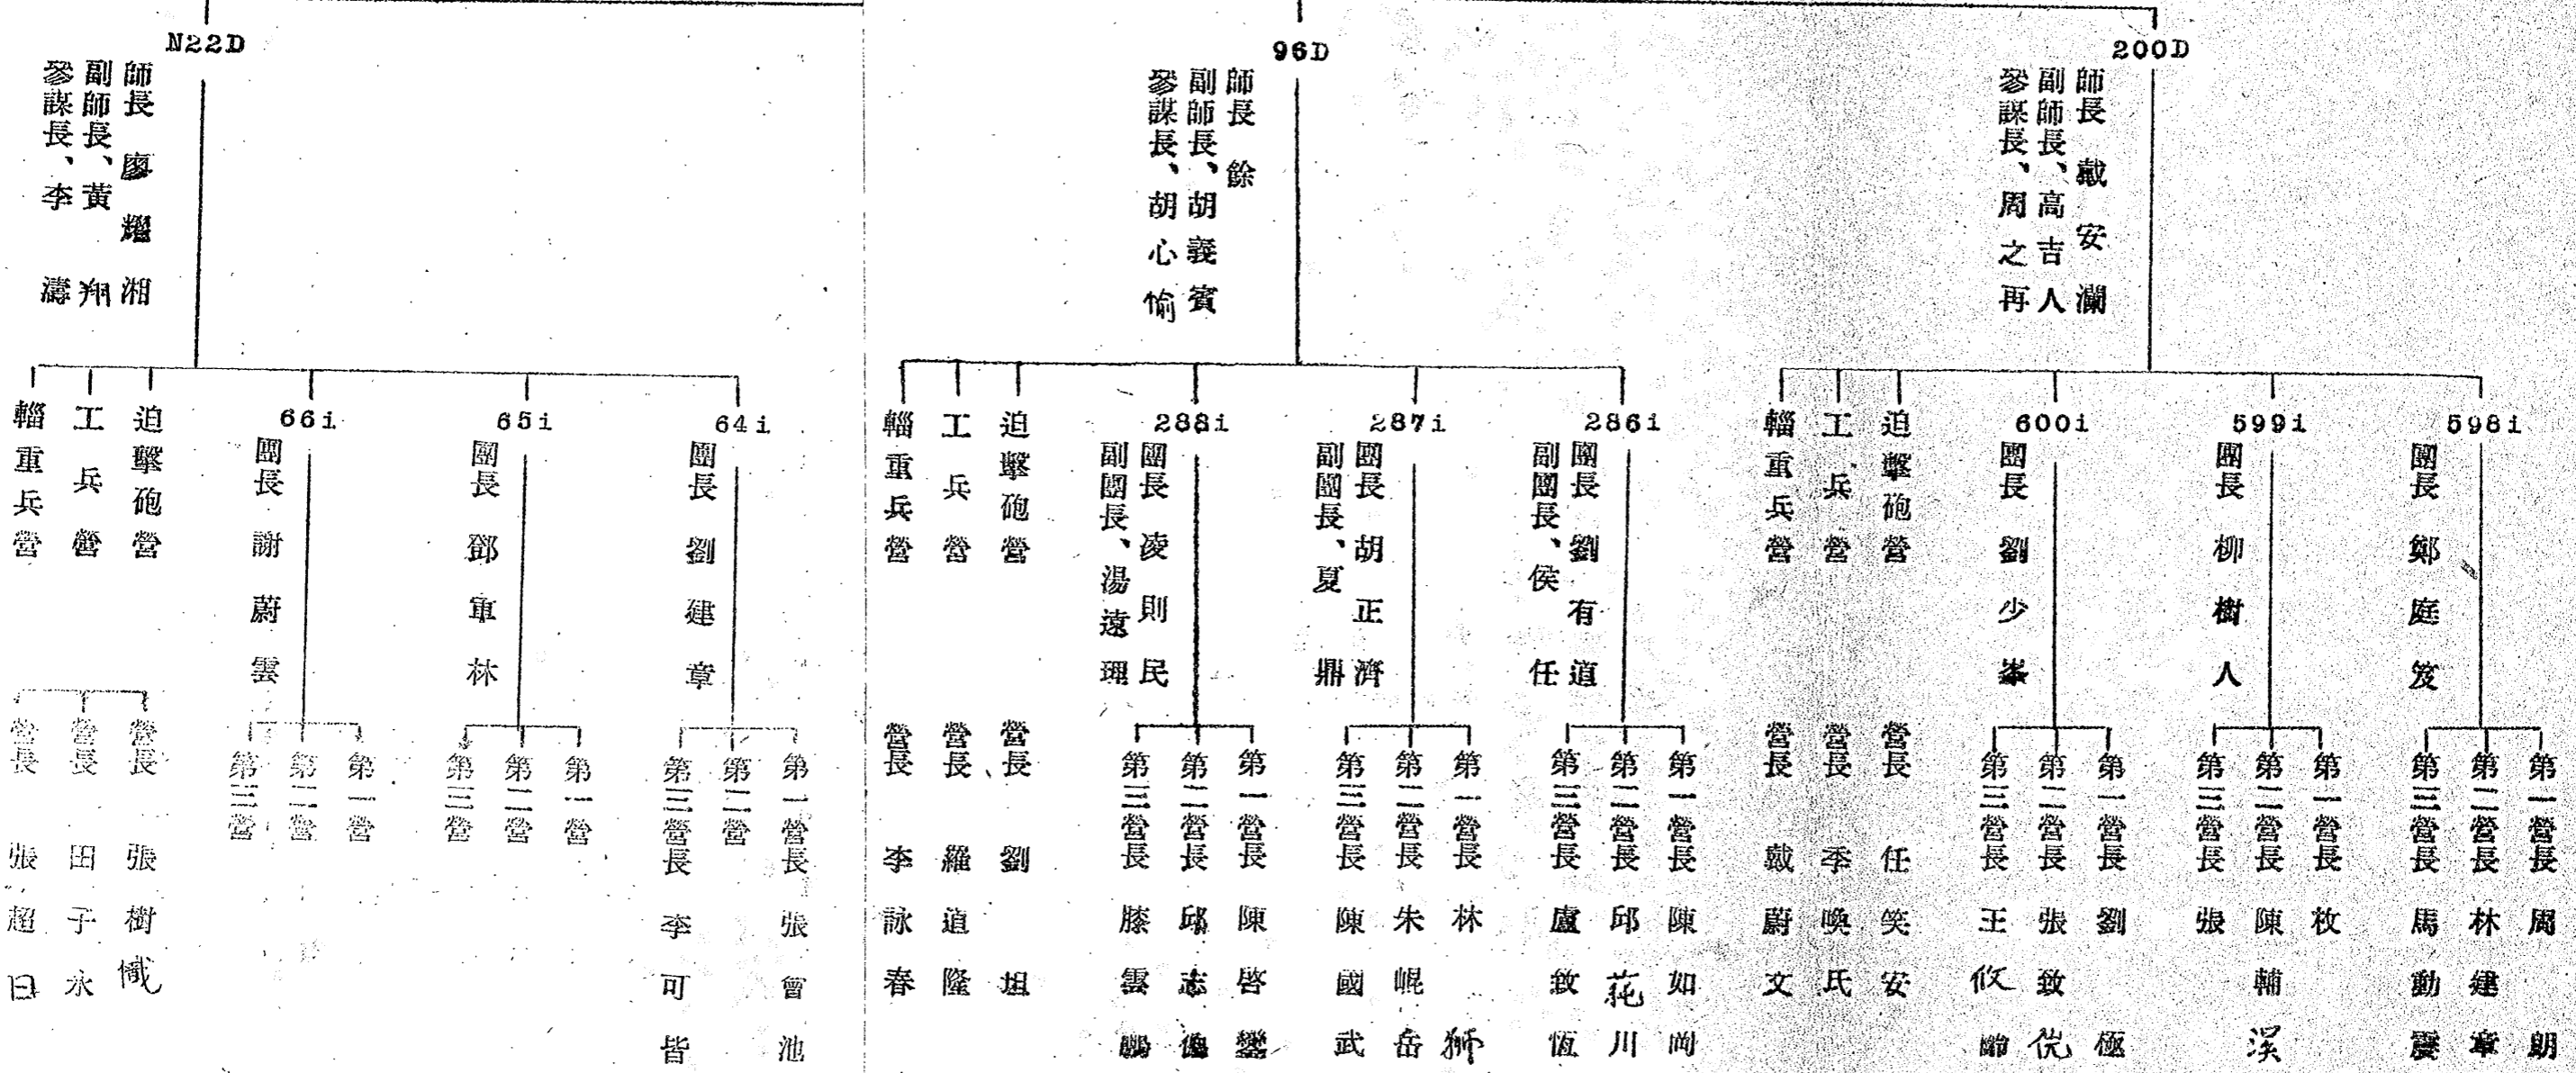 200D
師長 戴安瀾
副師長、高吉人
參謀長、周之再
598i
團長 鄭庭笈
第一營長 周朗
第二營長 林建章
第三營長 馬動震
599i
團長 柳樹人
第一營長 枚
第二營長 陳輔漢
第三營長 張
600i
團長 劉少峯
第一營長 劉極
第二營長 張致
第三營長 王
迫擊砲營 營長 任笑安
工兵營 營長 季喚氏
輜重兵營 營長 戴蔚文
96D
師長 餘
副師長、胡義賓
參謀長、胡心愉
286i
團長 劉有道
副團長、侯任
第一營長 陳如岡
第二營長 邱川
第三營長 盧致恆
287i
團長 胡正濟
副團長、夏鼎
第一營長 林獅
第二營長 朱崐岳
第三營長 陳國武
288i
團長 凌則民
副團長、湯遠理
第一營長 陳啓鑾
第二營長 邱志
第三營長 滕雲鵬
迫擊砲營 營長 劉坦
工兵營 營長 羅道隆
輜重兵營 營長 李詠春
N22D
師長 廖耀湘
副師長、黃翔
參謀長、李濤
64i
團長 劉建章
第一營長 張曾池
第二營
第三營長 李可皆
65i
團長 鄧軍林
第一營
第二營
第三營
66i
團長 謝蔚雲
第一營
第二營
第三營
迫擊砲營 營長 張樹幟
工兵營 營長 田子永
輜重兵營 營長 張超日